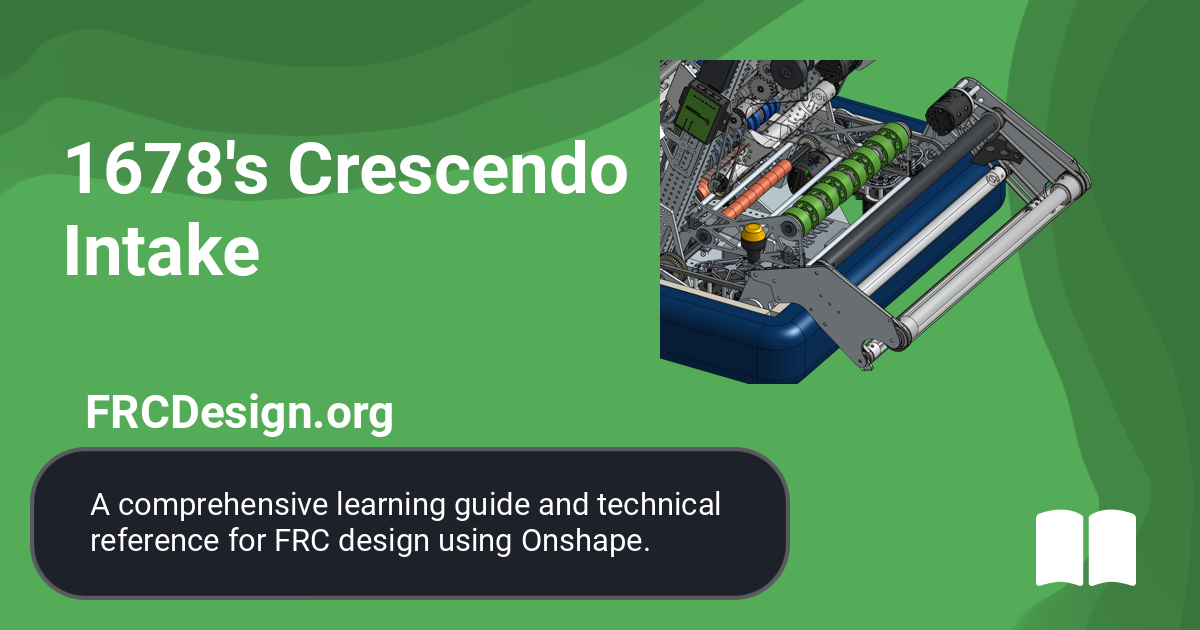 1678's Crescendo
Intake
FRCDesign.org
A comprehensive learning guide and technical
reference for FRC design using Onshape.